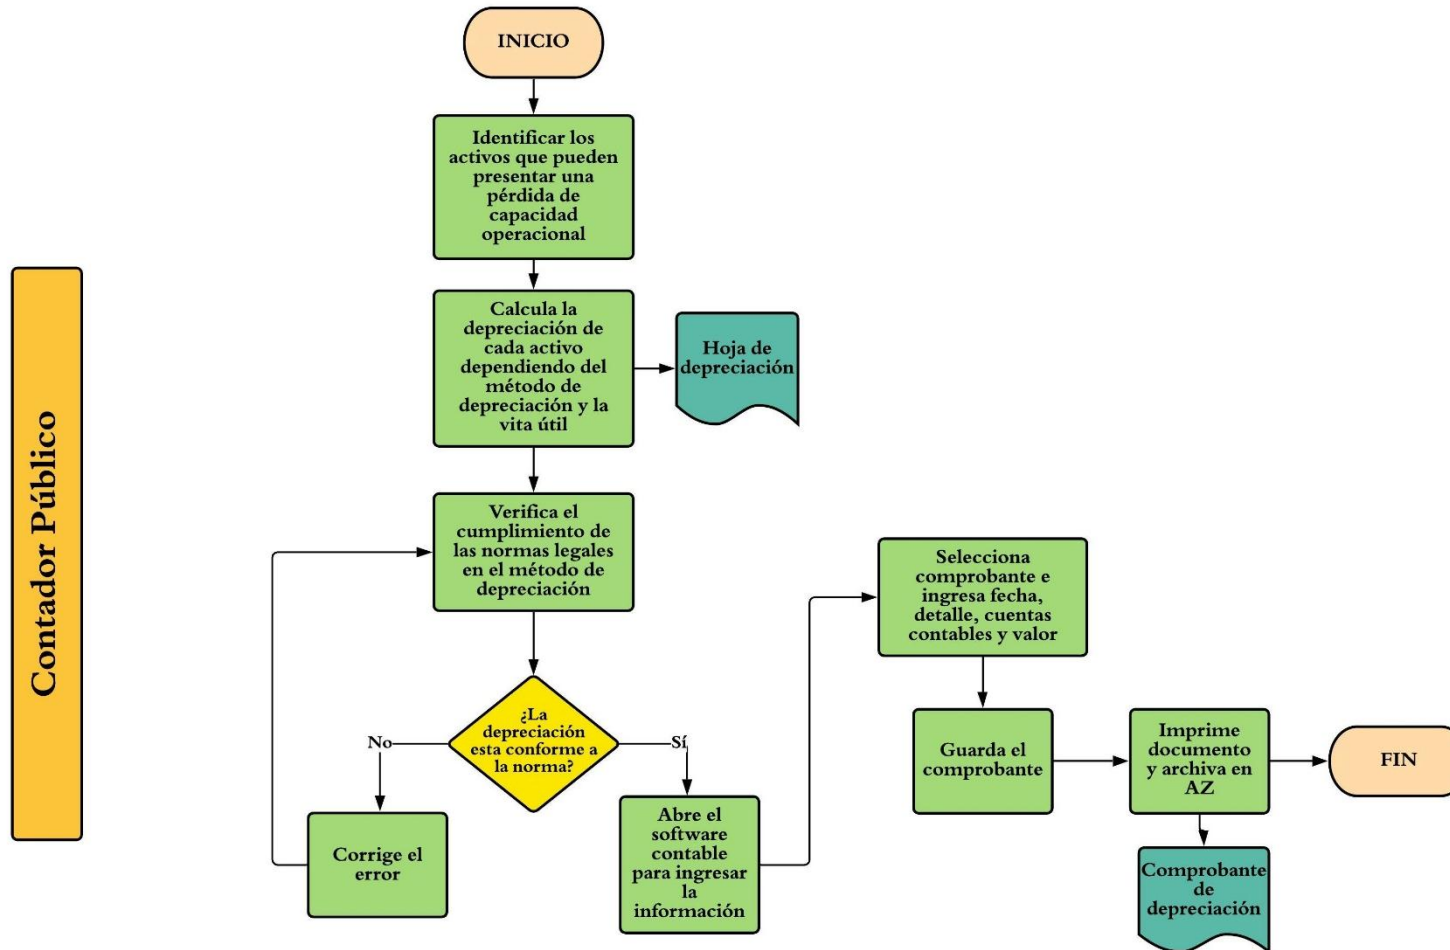 INICIO
Identificar los
activos que pueden
presentar una
pérdida de
capacidad
operacional
Calcula la
depreciación de
cada activo
dependiendo del
método de
depreciación y la
vita útil
Hoja de
depreciación
Contador Público
Verifica el
cumplimiento de
las normas legales
en el método de
depreciación
¿La
depreciación
esta conforme a
la norma?
No
Sí
Corrige el
error
Abre el
software
contable
para ingresar
la
información
Selecciona
comprobante e
ingresa fecha,
detalle, cuentas
contables y valor
Guarda el
comprobante
Imprime
documento
y archiva en
AZ
FIN
Comprobante
de
depreciación